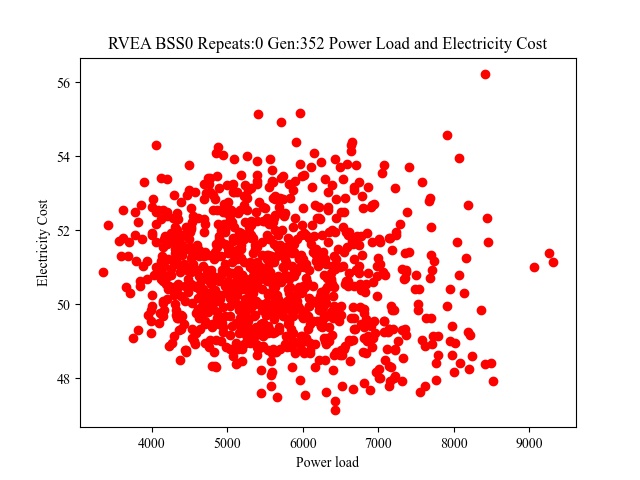 RVEA BSS0 Repeats:0 Gen:352 Power Load and Electricity Cost
56
54
52
50
48
Electricity Cost
4000 5000 6000 7000 8000 9000
Power load